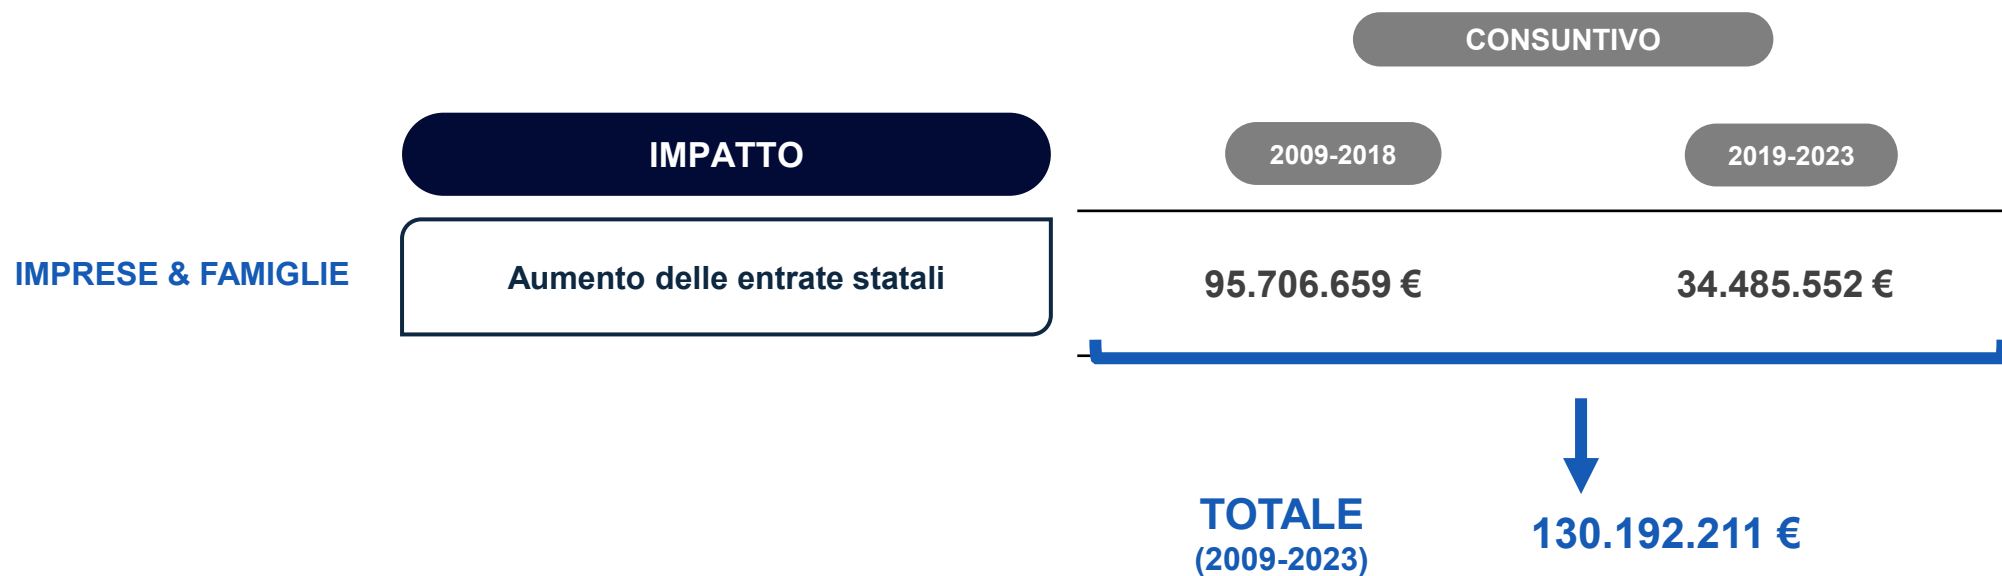 CONSUNTIVO
IMPATTO
2009-2018
2019-2023
IMPRESE & FAMIGLIE
Aumento delle entrate statali
95.706.659 €
34.485.552 €
TOTALE
(2009-2023)
130.192.211 €